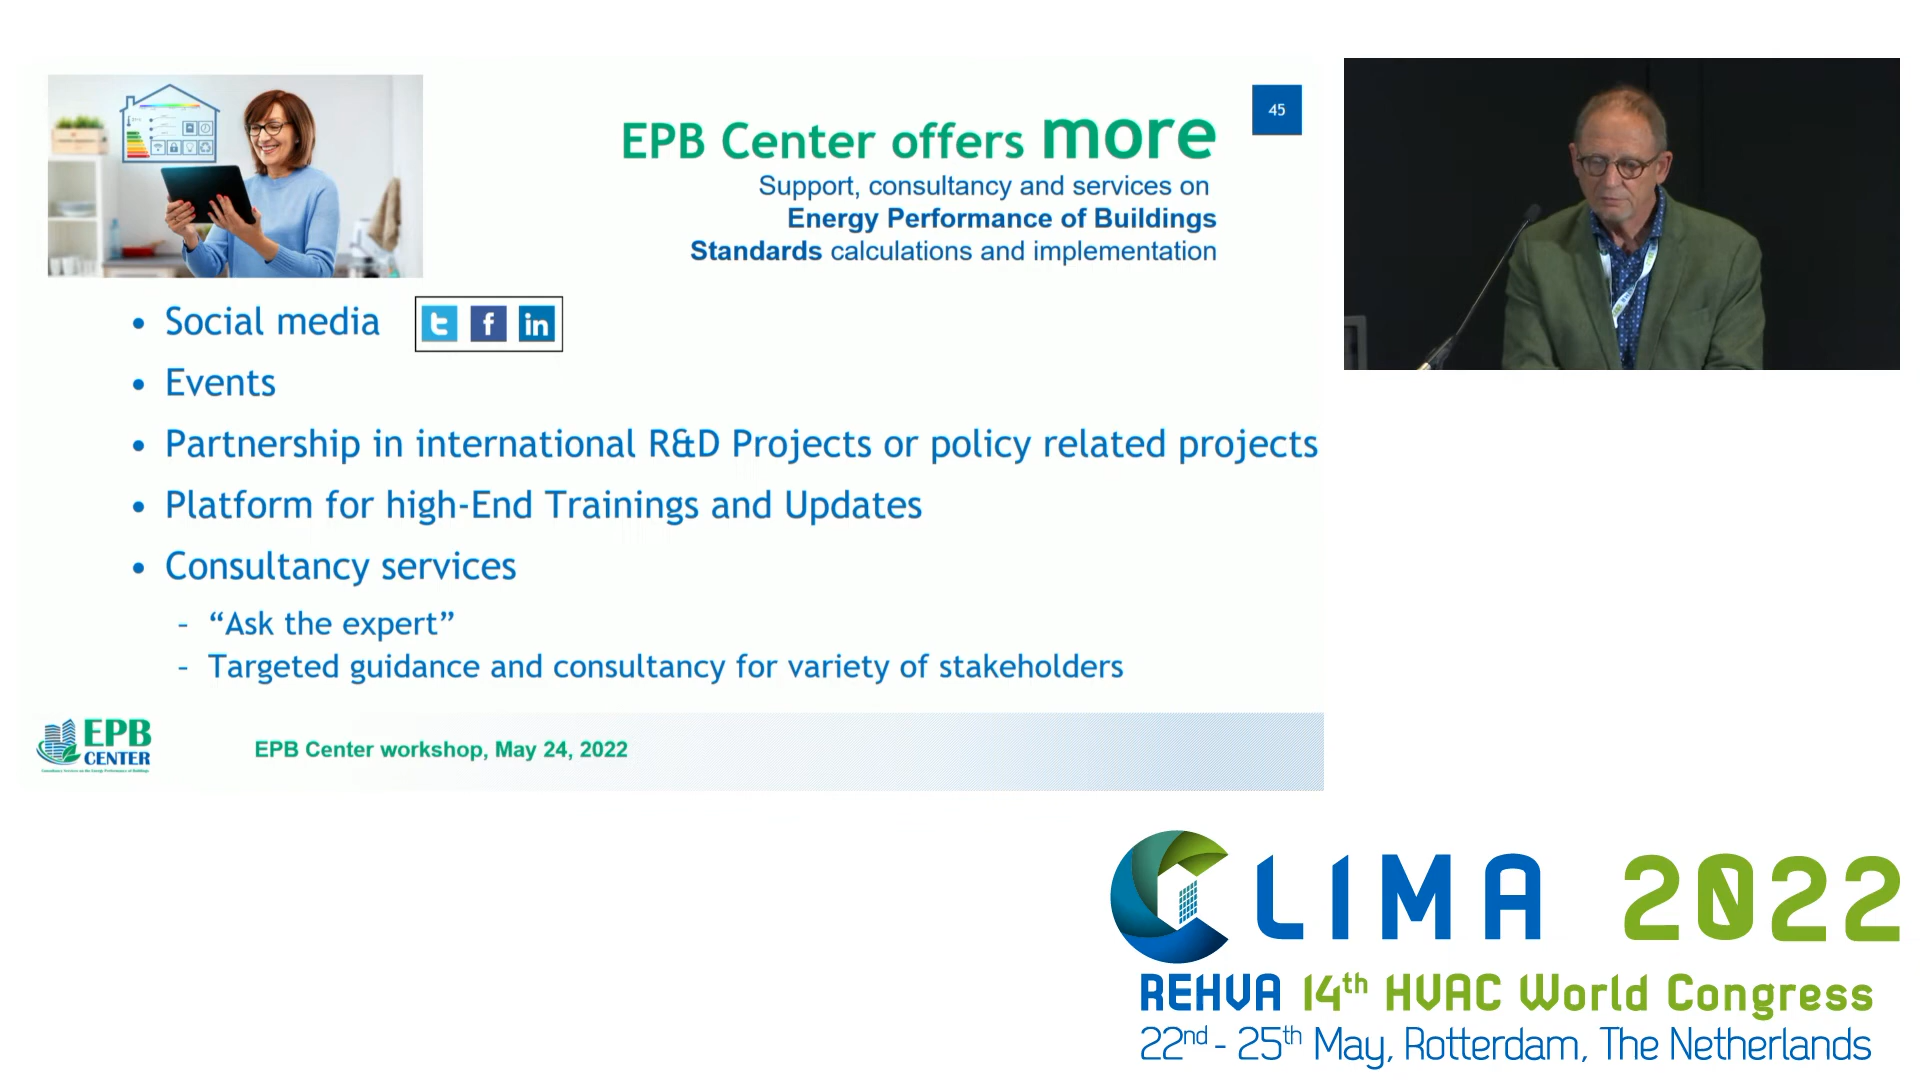 45
EPB Center offers more
Support, consultancy and services on
Energy Performance of Buildings
Standards calculations and implementation
• Social media
• Events
• Partnership in international R&D Projects or policy related projects
• Platform for high-End Trainings and Updates
• Consultancy services
– “Ask the expert”
– Targeted guidance and consultancy for variety of stakeholders
EPB
CENTER
EPB Center workshop, May 24, 2022
CLIMA 2022
REHVA 14th HVAC World Congress
22nd - 25th May, Rotterdam, The Netherlands